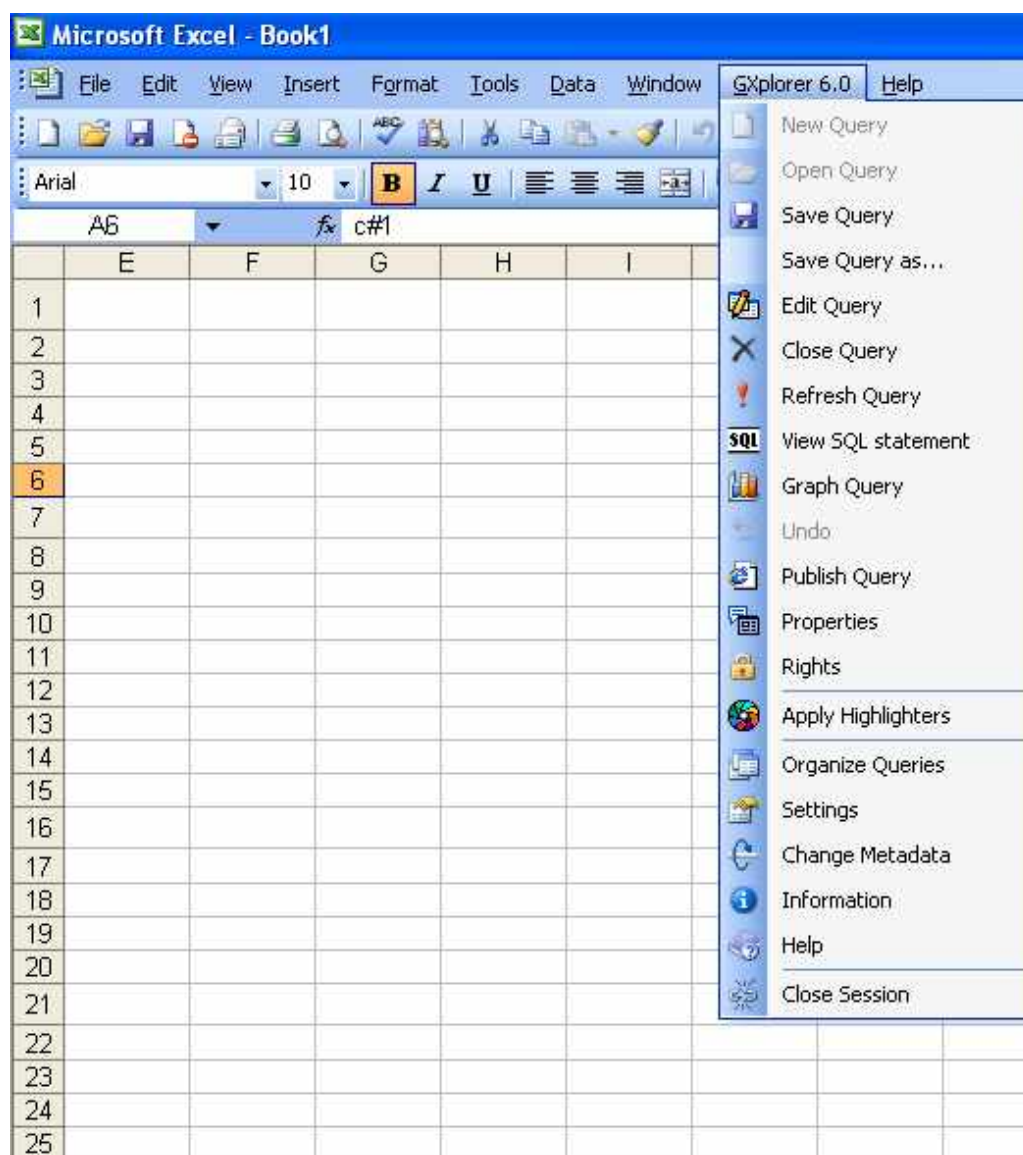 Microsoft Excel - Book1
File Edit View Insert Format Tools Data Window GXplorer 6.0 Help
ABC
Arial 10 B I U a
A6 fx c#1
E F G H I
1
2
3
4
5
6
7
8
9
10
11
12
13
14
15
16
17
18
19
20
21
22
23
24
25
New Query
Open Query
Save Query
Save Query as...
Edit Query
Close Query
Refresh Query
SQL View SQL statement
Graph Query
Undo
Publish Query
Properties
Rights
Apply Highlighters
Organize Queries
Settings
Change Metadata
Information
Help
Close Session